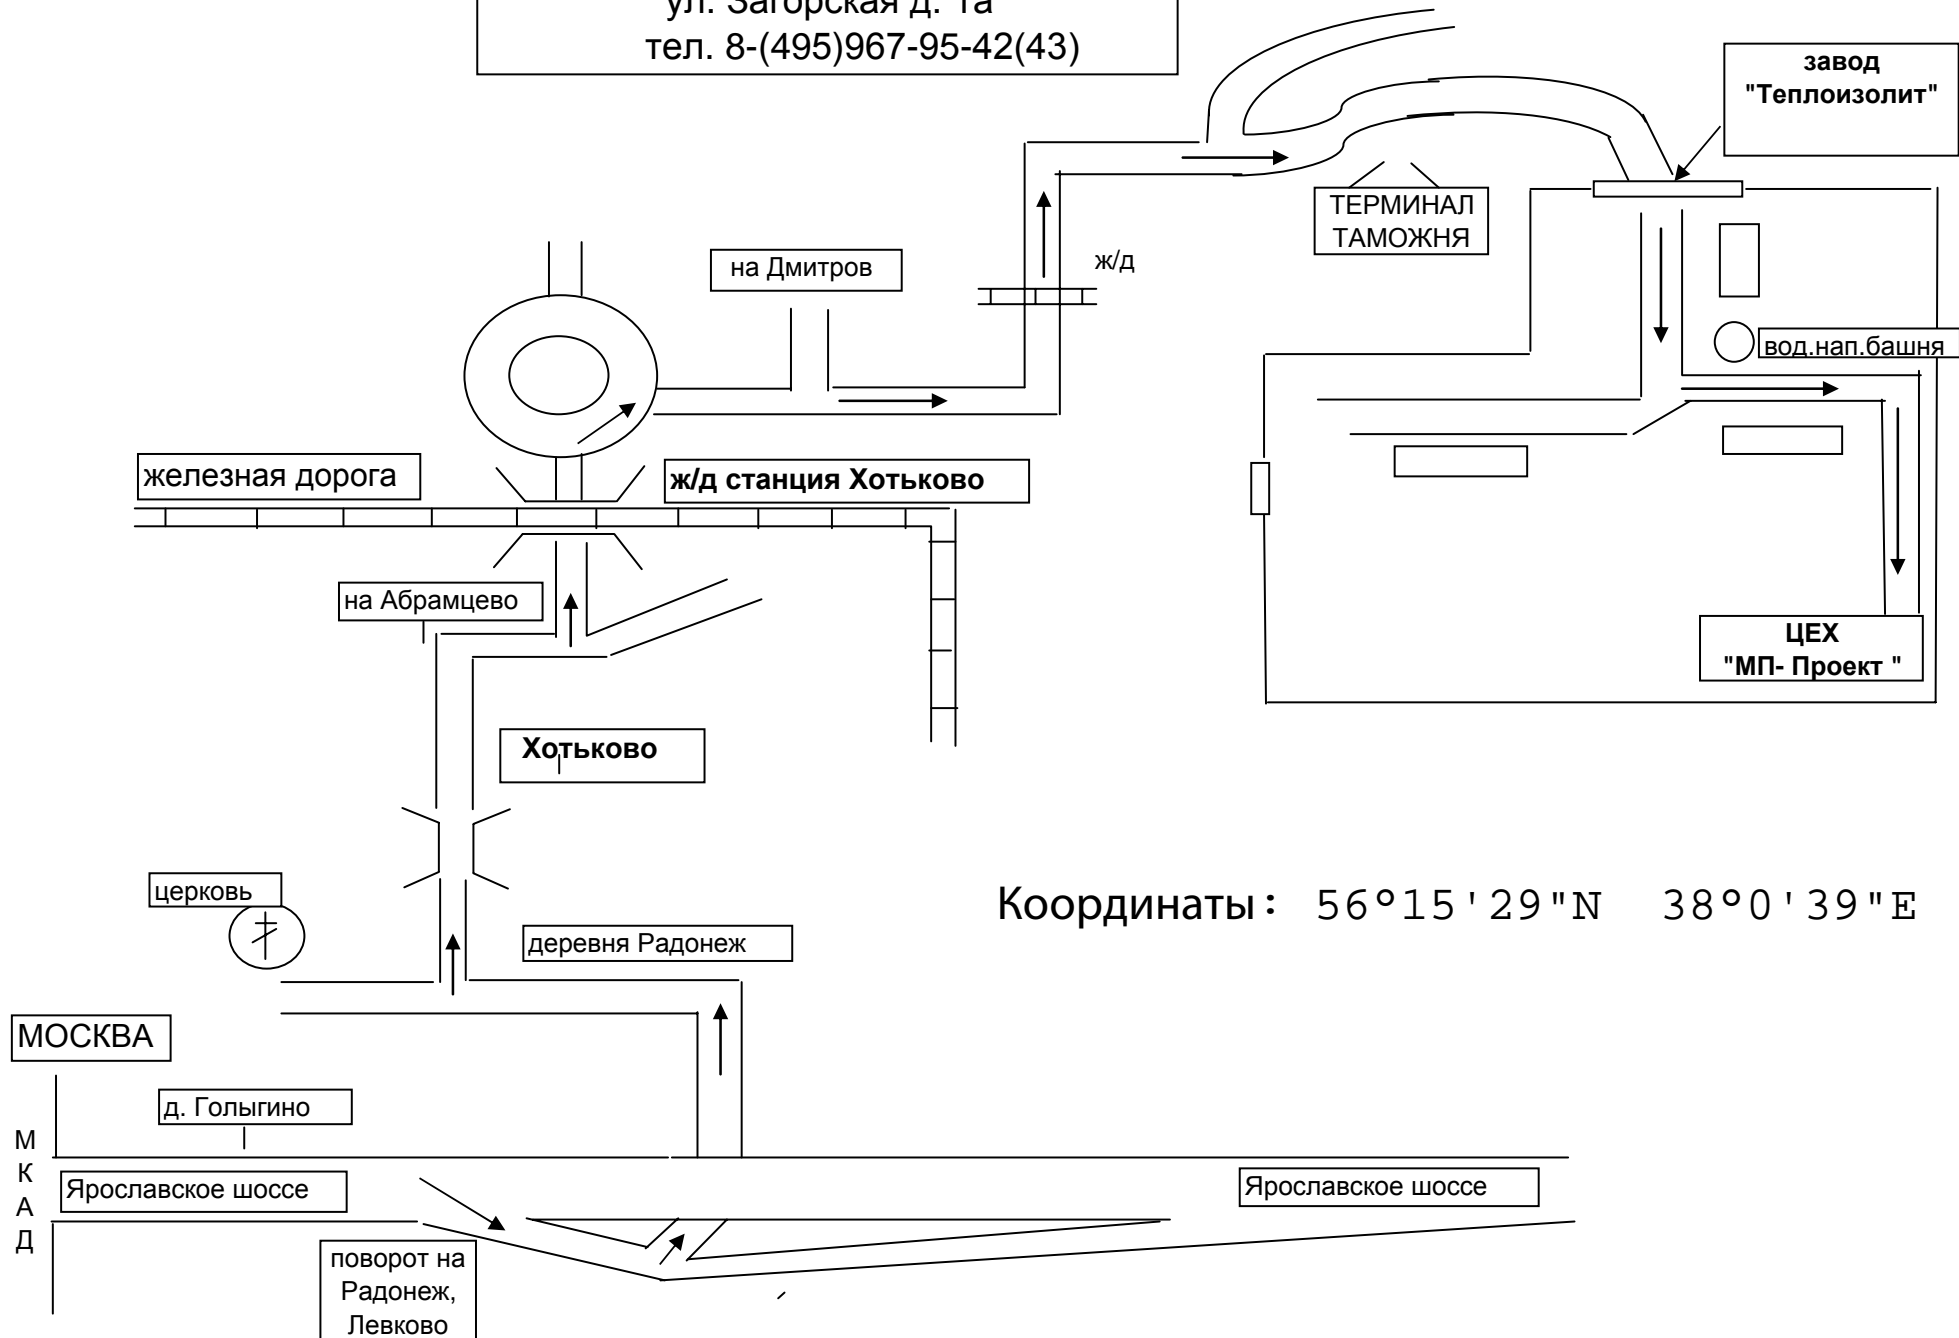 ул. Загорская д. 1а
тел. 8-(495)967-95-42(43)
завод
"Теплоизолит"
ТЕРМИНАЛ
ТАМОЖНЯ
на Дмитров
ж/д
вод.нап.башня
железная дорога
ж/д станция Хотьково
на Абрамцево
ЦЕХ
"МП- Проект "
Хотьково
церковь
деревня Радонеж
Координаты: 56°15'29"N 38°0'39"E
МОСКВА
д. Голыгино
М
К
А
Д
Ярославское шоссе
Ярославское шоссе
поворот на
Радонеж,
Левково